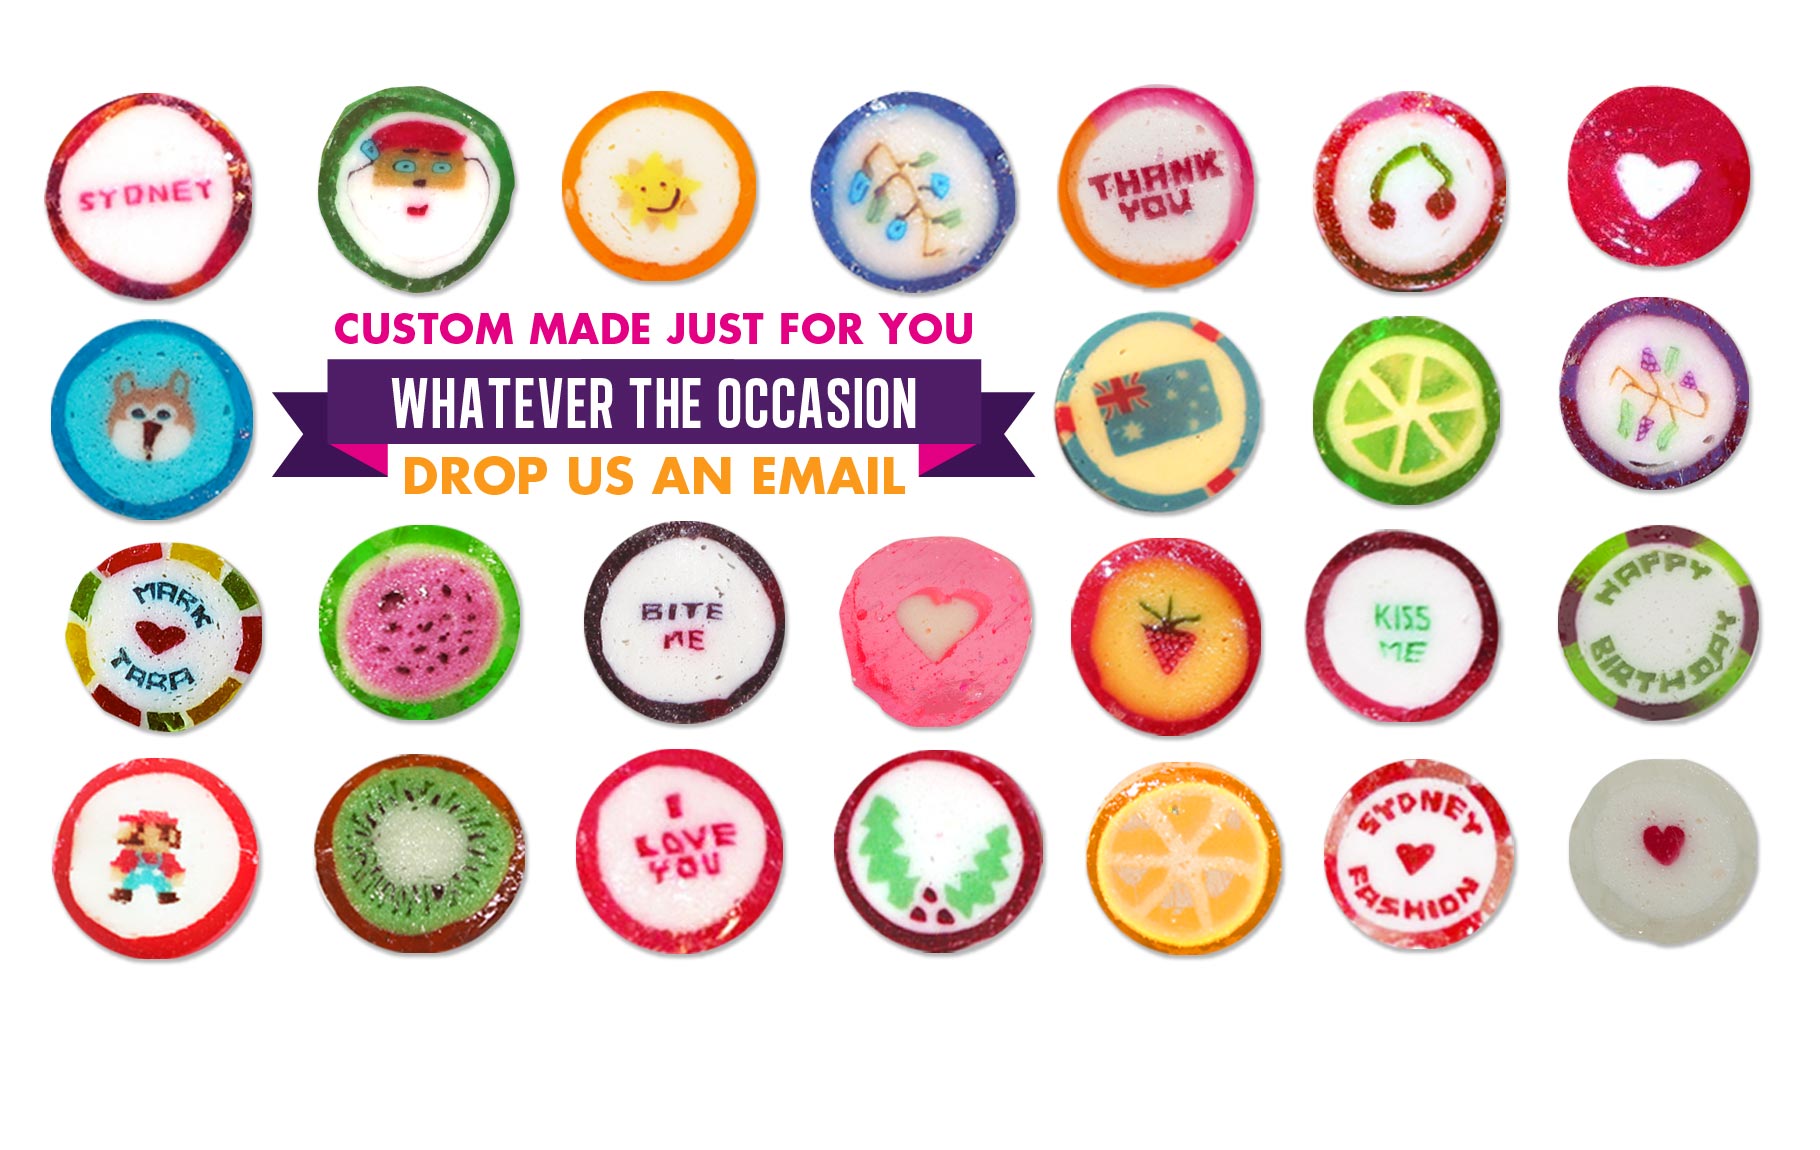 SYDNEY
THANK
YOU
CUSTOM MADE JUST FOR YOU
WHATEVER THE OCCASION
DROP US AN EMAIL
MARK
TARA
BITE
ME
KISS
ME
HAPPY
BIRTHDAY
I
LOVE
YOU
SYDNEY
FASHION